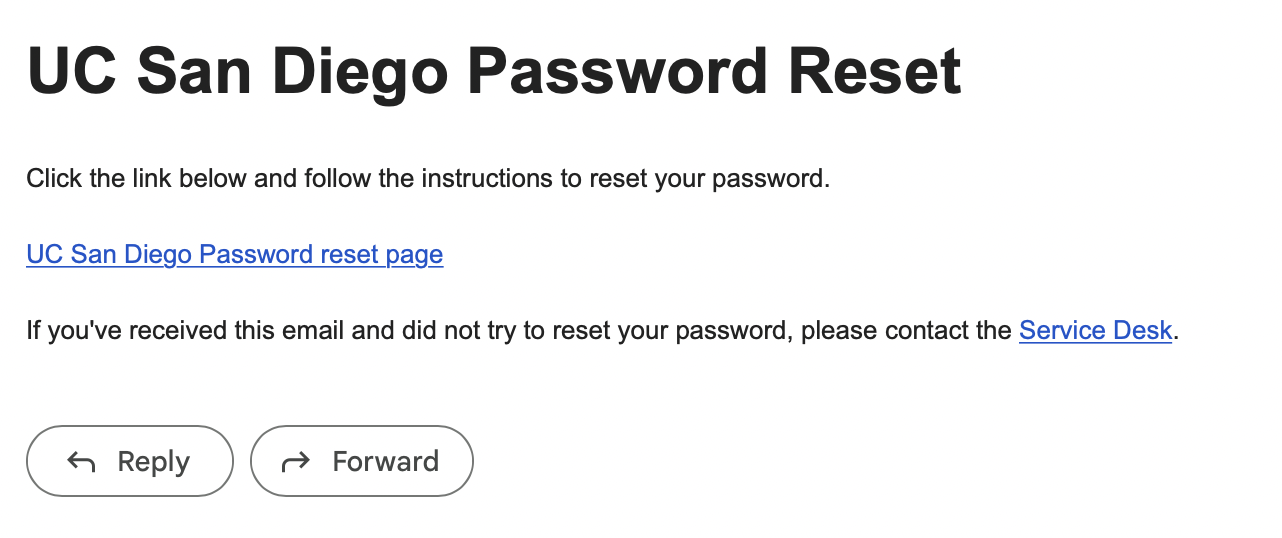 UC San Diego Password Reset
Click the link below and follow the instructions to reset your password.
UC San Diego Password reset page
If you've received this email and did not try to reset your password, please contact the Service Desk.
Reply
Forward